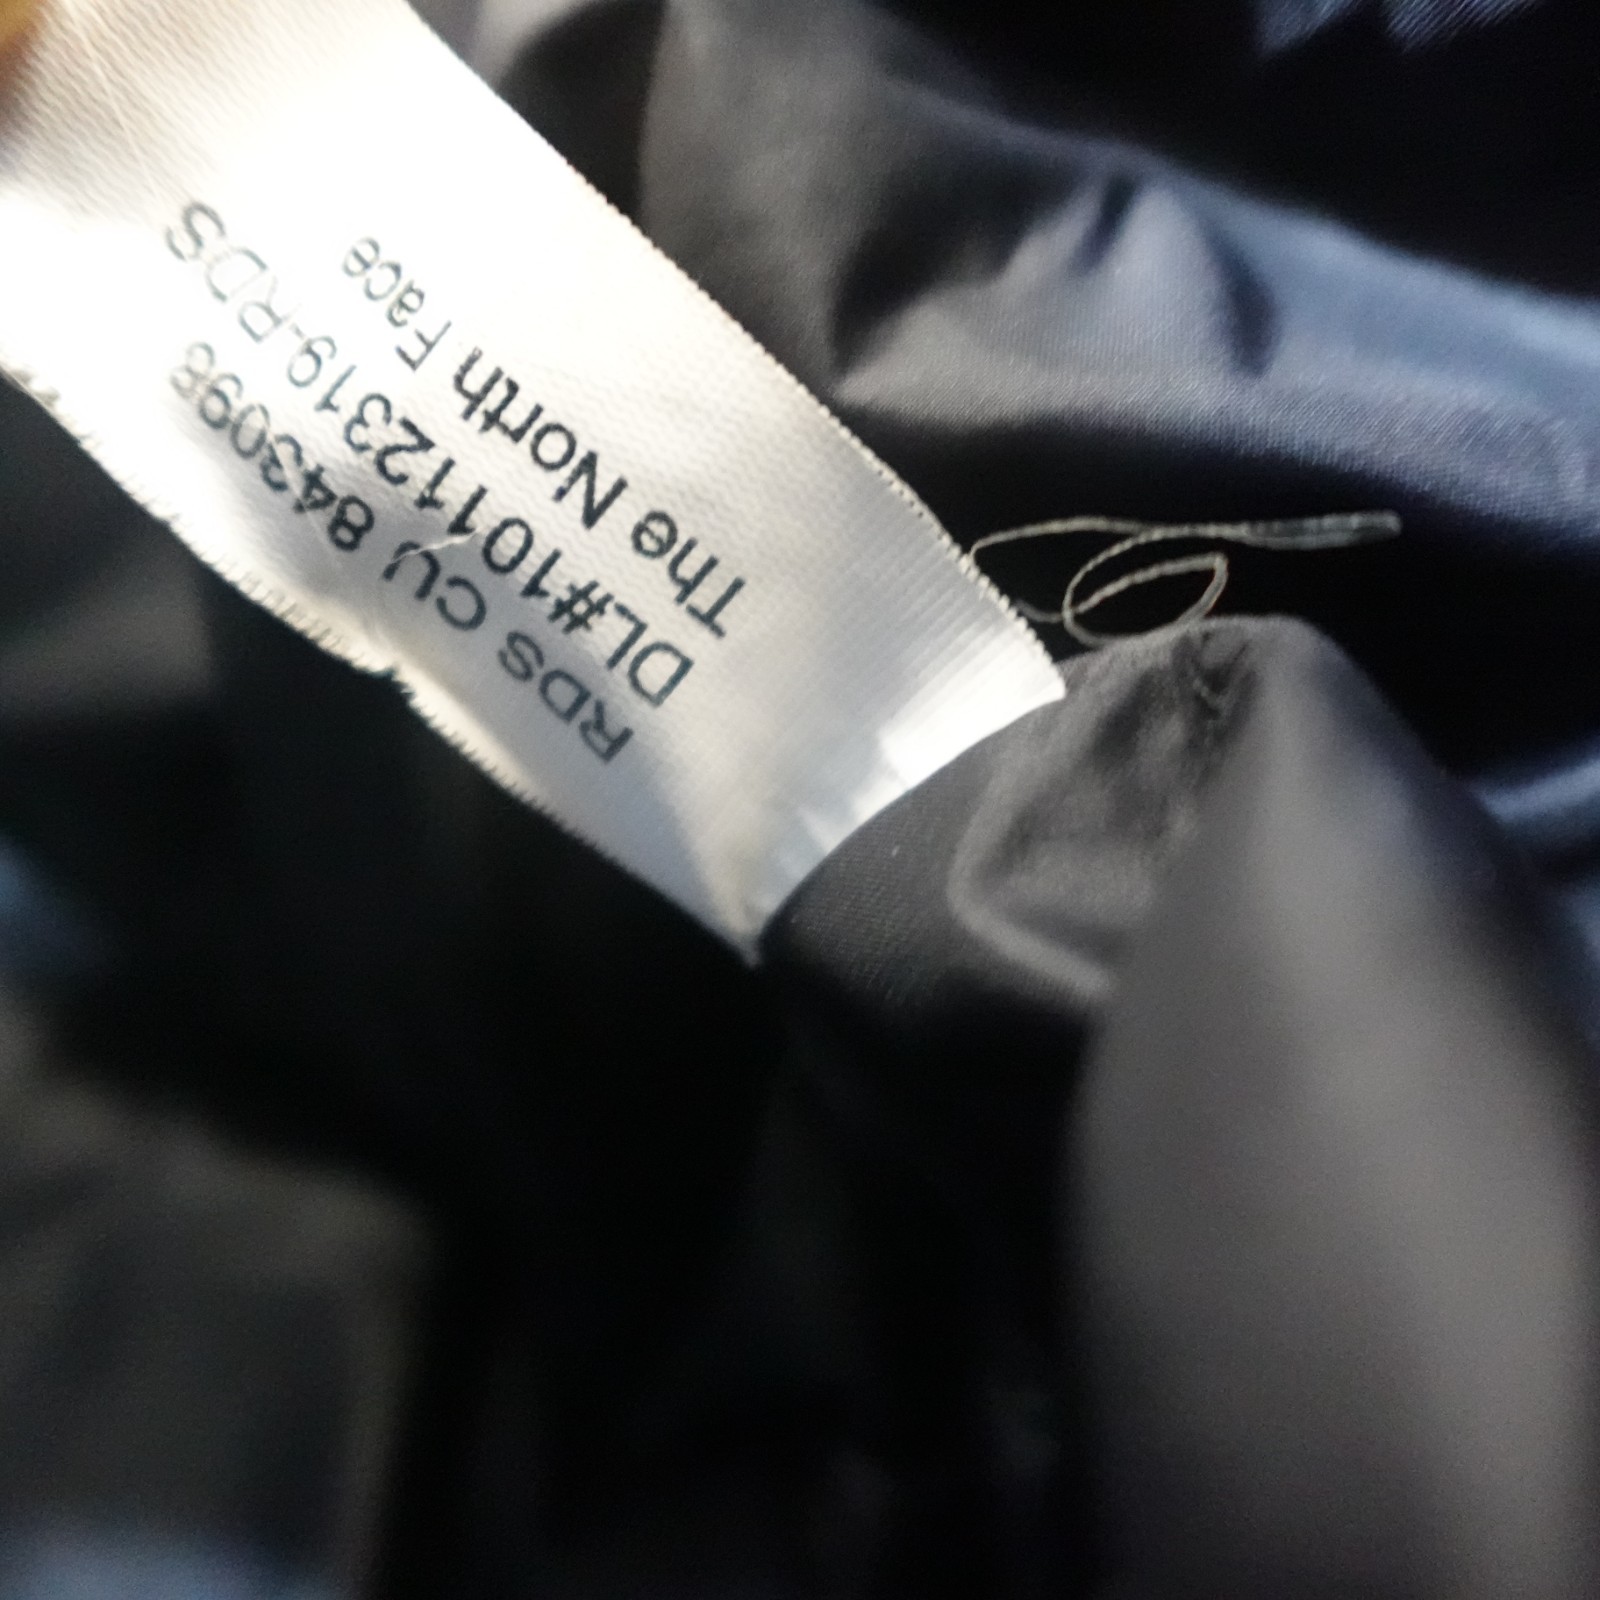 The North Face
DL#10112319-RDS
RDS CU 843098